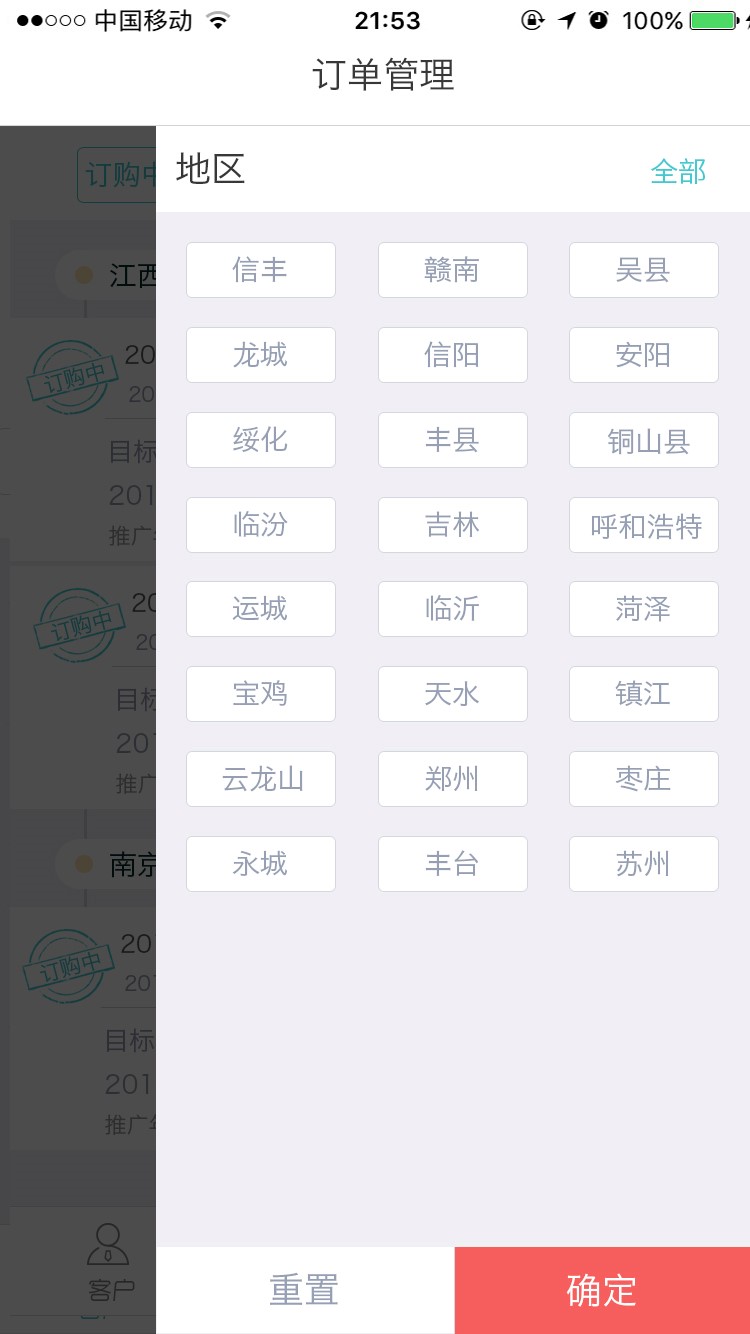 中国移动 21:53 100%
订单管理
订购中
地区 全部
信丰 赣南 吴县
江西
龙城 信阳 安阳
20
订购中
20
绥化 丰县 铜山县
目标
201
临汾 吉林 呼和浩特
推广
运城 临沂 菏泽
20
订购中
20
宝鸡 天水 镇江
目标
201
云龙山 郑州 枣庄
推广
永城 丰台 苏州
南京
20
订购中
201
目标
201
推广
客户
重置 确定